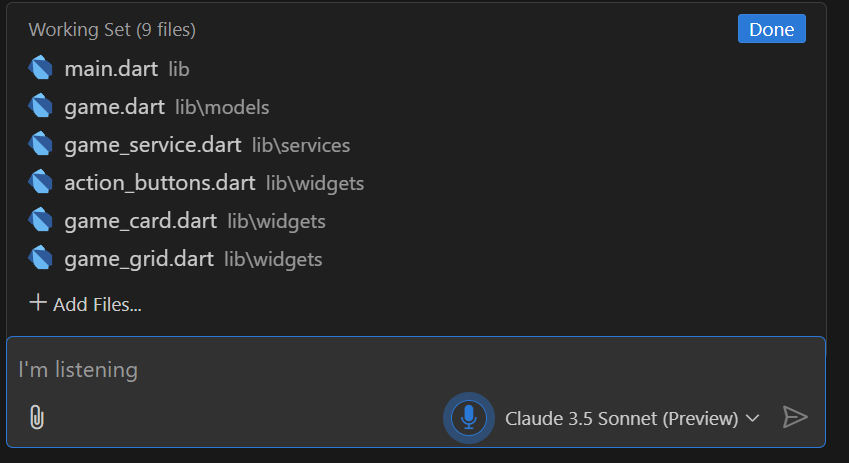 Working Set (9 files) Done
main.dart lib
game.dart lib\models
game_service.dart lib\services
action_buttons.dart lib\widgets
game_card.dart lib\widgets
game_grid.dart lib\widgets
Add Files...
I'm listening
Claude 3.5 Sonnet (Preview)